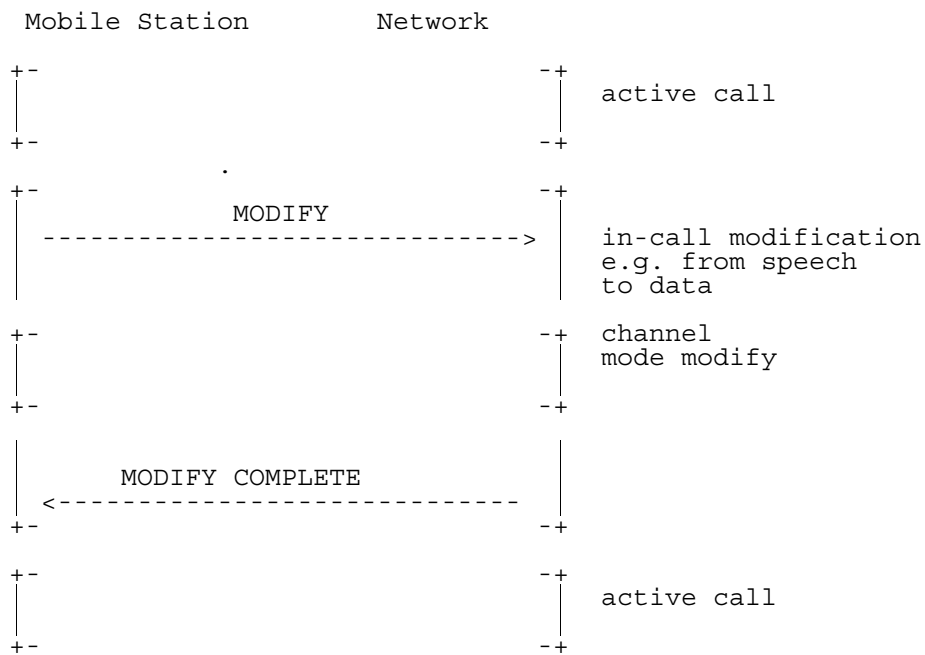 Mobile Station Network
+- -+
active call
+- -+
.
+- -+
MODIFY
------------------------------> in-call modification
e.g. from speech
to data
+- -+ channel
mode modify
+- -+
MODIFY COMPLETE
<-----------------------------
+- -+
+- -+
active call
+- -+